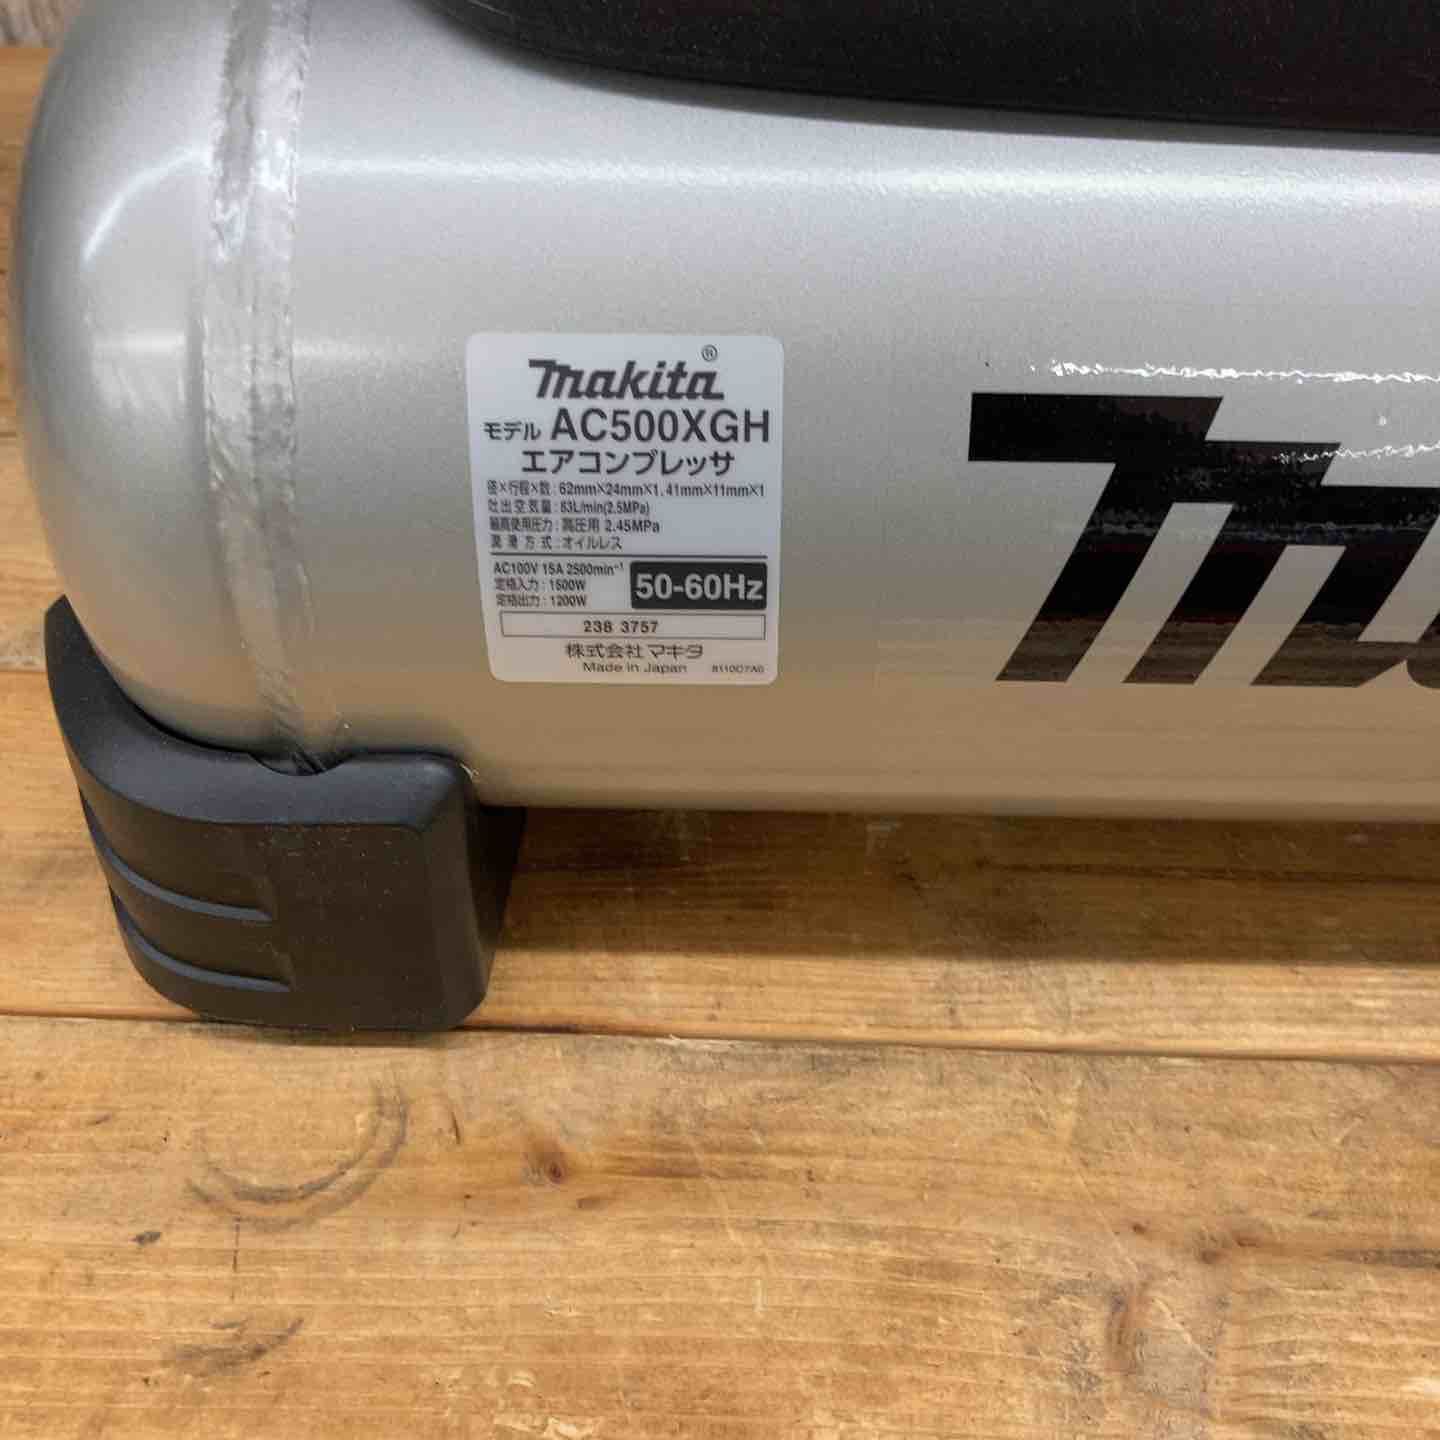 makita®
モデル AC500XGH
エアコンプレッサ
径×行程×数:62mm×24mm×1. 41mm×11mm×1
吐出空気量:83L/min(2.5MPa)
最高使用圧力:高圧用 2.45MPa
潤滑方式:オイルレス
AC100V 15A 2500min⁻¹
定格入力:1500W
定格出力:1200W
50-60Hz
238 3757
株式会社 マキタ
Made in Japan 8110C7A0